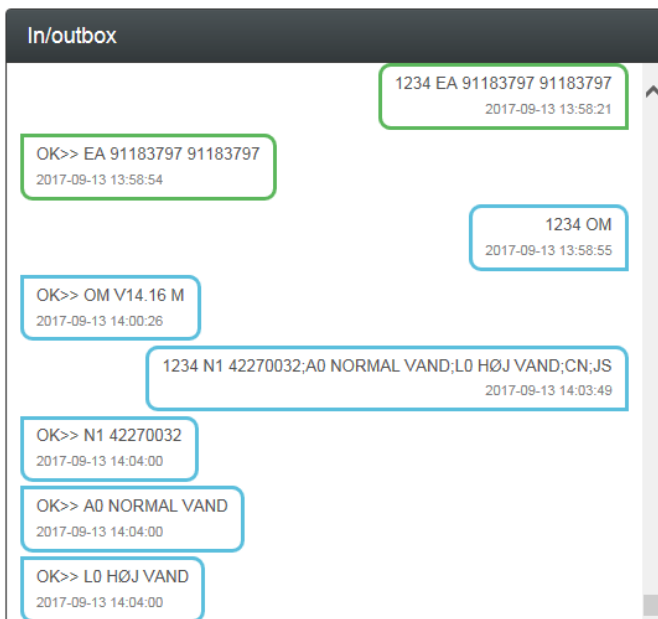 In/outbox
1234 EA 91183797 91183797
2017-09-13 13:58:21
OK>> EA 91183797 91183797
2017-09-13 13:58:54
1234 OM
2017-09-13 13:58:55
OK>> OM V14.16 M
2017-09-13 14:00:26
1234 N1 42270032;A0 NORMAL VAND;L0 HØJ VAND;CN;JS
2017-09-13 14:03:49
OK>> N1 42270032
2017-09-13 14:04:00
OK>> A0 NORMAL VAND
2017-09-13 14:04:00
OK>> L0 HØJ VAND
2017-09-13 14:04:00